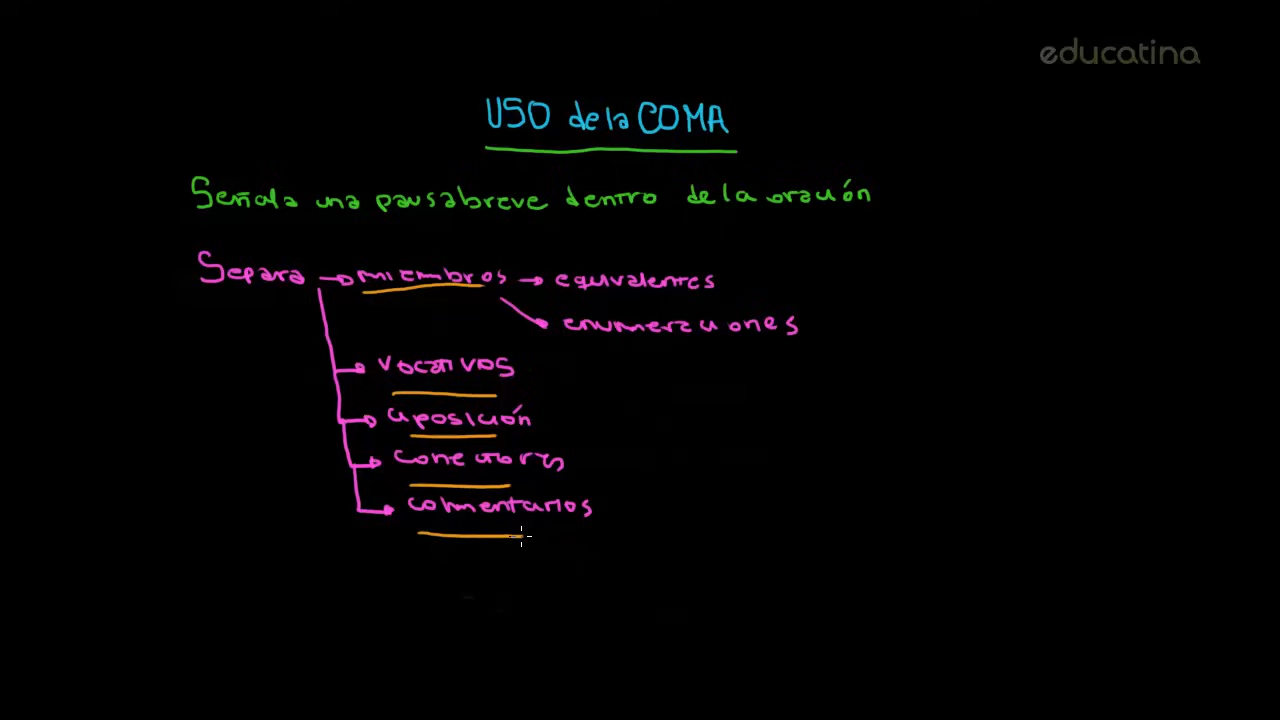 educatina
USO de la COMA
Señala una pausa breve dentro de la oración
Separa miembros equivalentes
enumeraciones
vocativos
aposición
conectores
comentarios